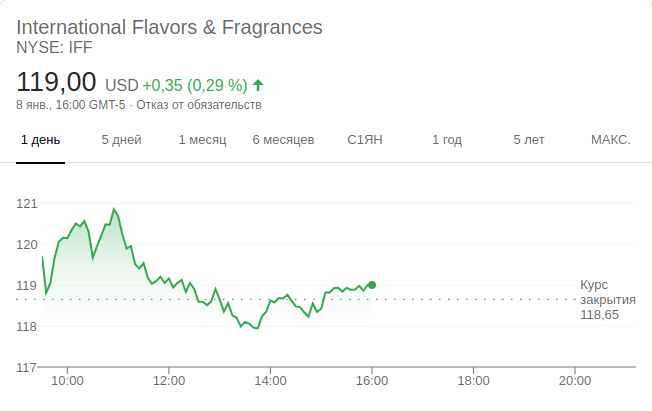 International Flavors & Fragrances
NYSE: IFF
119,00 USD +0,35 (0,29 %)
8 янв., 16:00 GMT-5 · Отказ от обязательств
1 день 5 дней 1 месяц 6 месяцев С1ЯН 1 год 5 лет МАКС.
121
120
119
118
117
Курс
закрытия
118,65
10:00 12:00 14:00 16:00 18:00 20:00